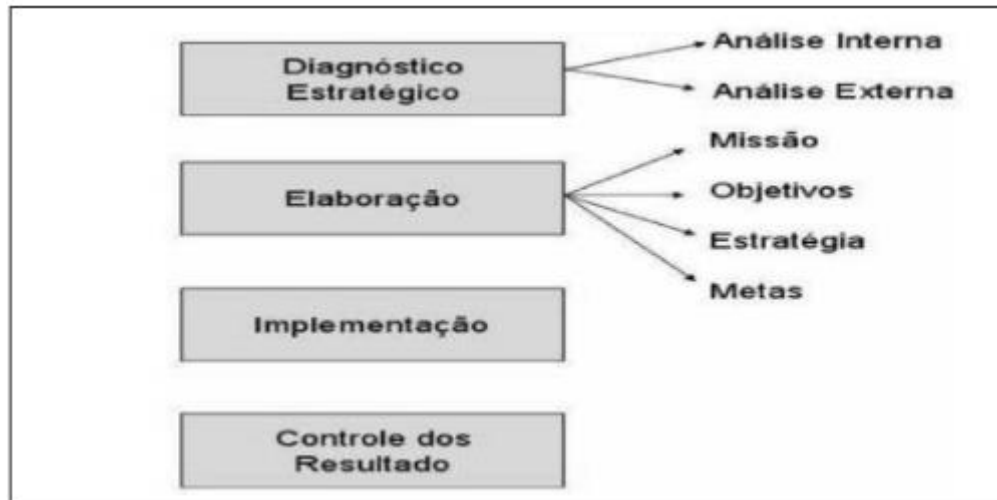 Diagnóstico
Estratégico
Análise Interna
Análise Externa
Elaboração
Missão
Objetivos
Estratégia
Metas
Implementação
Controle dos
Resultado